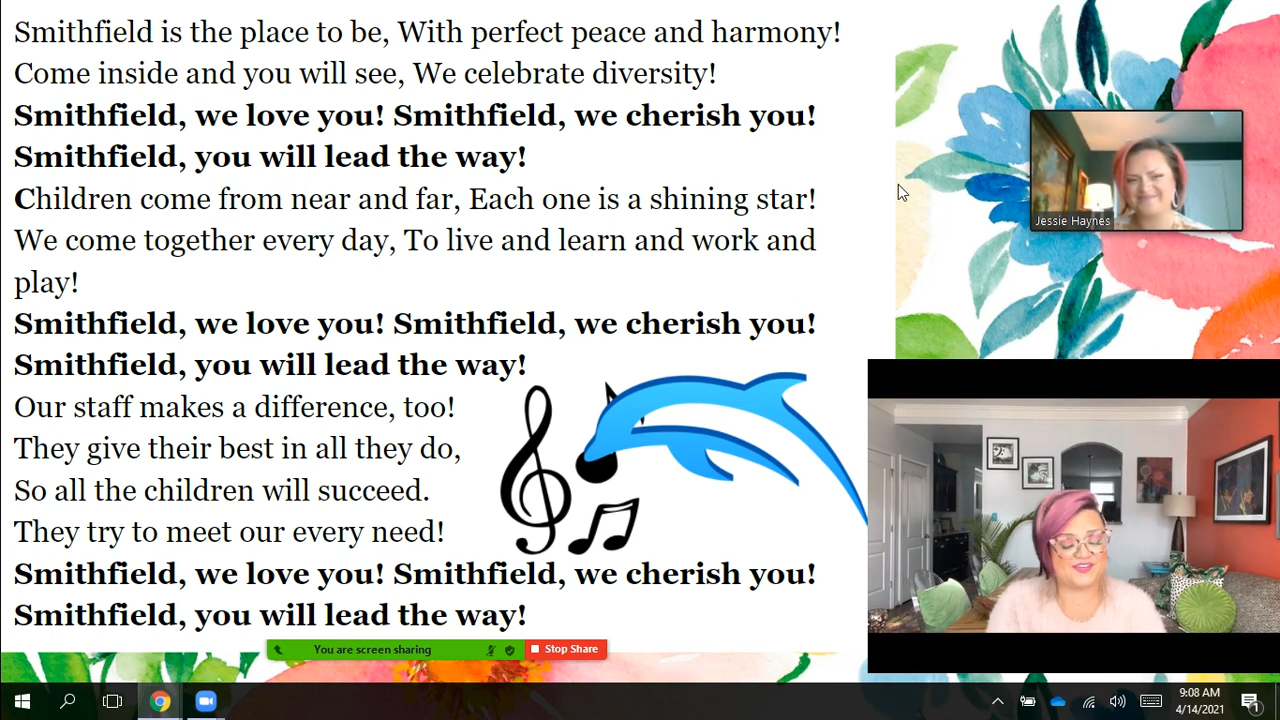 Smithfield is the place to be, With perfect peace and harmony!
Come inside and you will see, We celebrate diversity!
Smithfield, we love you! Smithfield, we cherish you!
Smithfield, you will lead the way!
Children come from near and far, Each one is a shining star!
We come together every day, To live and learn and work and
play!
Smithfield, we love you! Smithfield, we cherish you!
Smithfield, you will lead the way!
Our staff makes a difference, too!
They give their best in all they do,
So all the children will succeed.
They try to meet our every need!
Smithfield, we love you! Smithfield, we cherish you!
Smithfield, you will lead the way!
Jessie Haynes
You are screen sharing
Stop Share
9:08 AM
4/14/2021
1